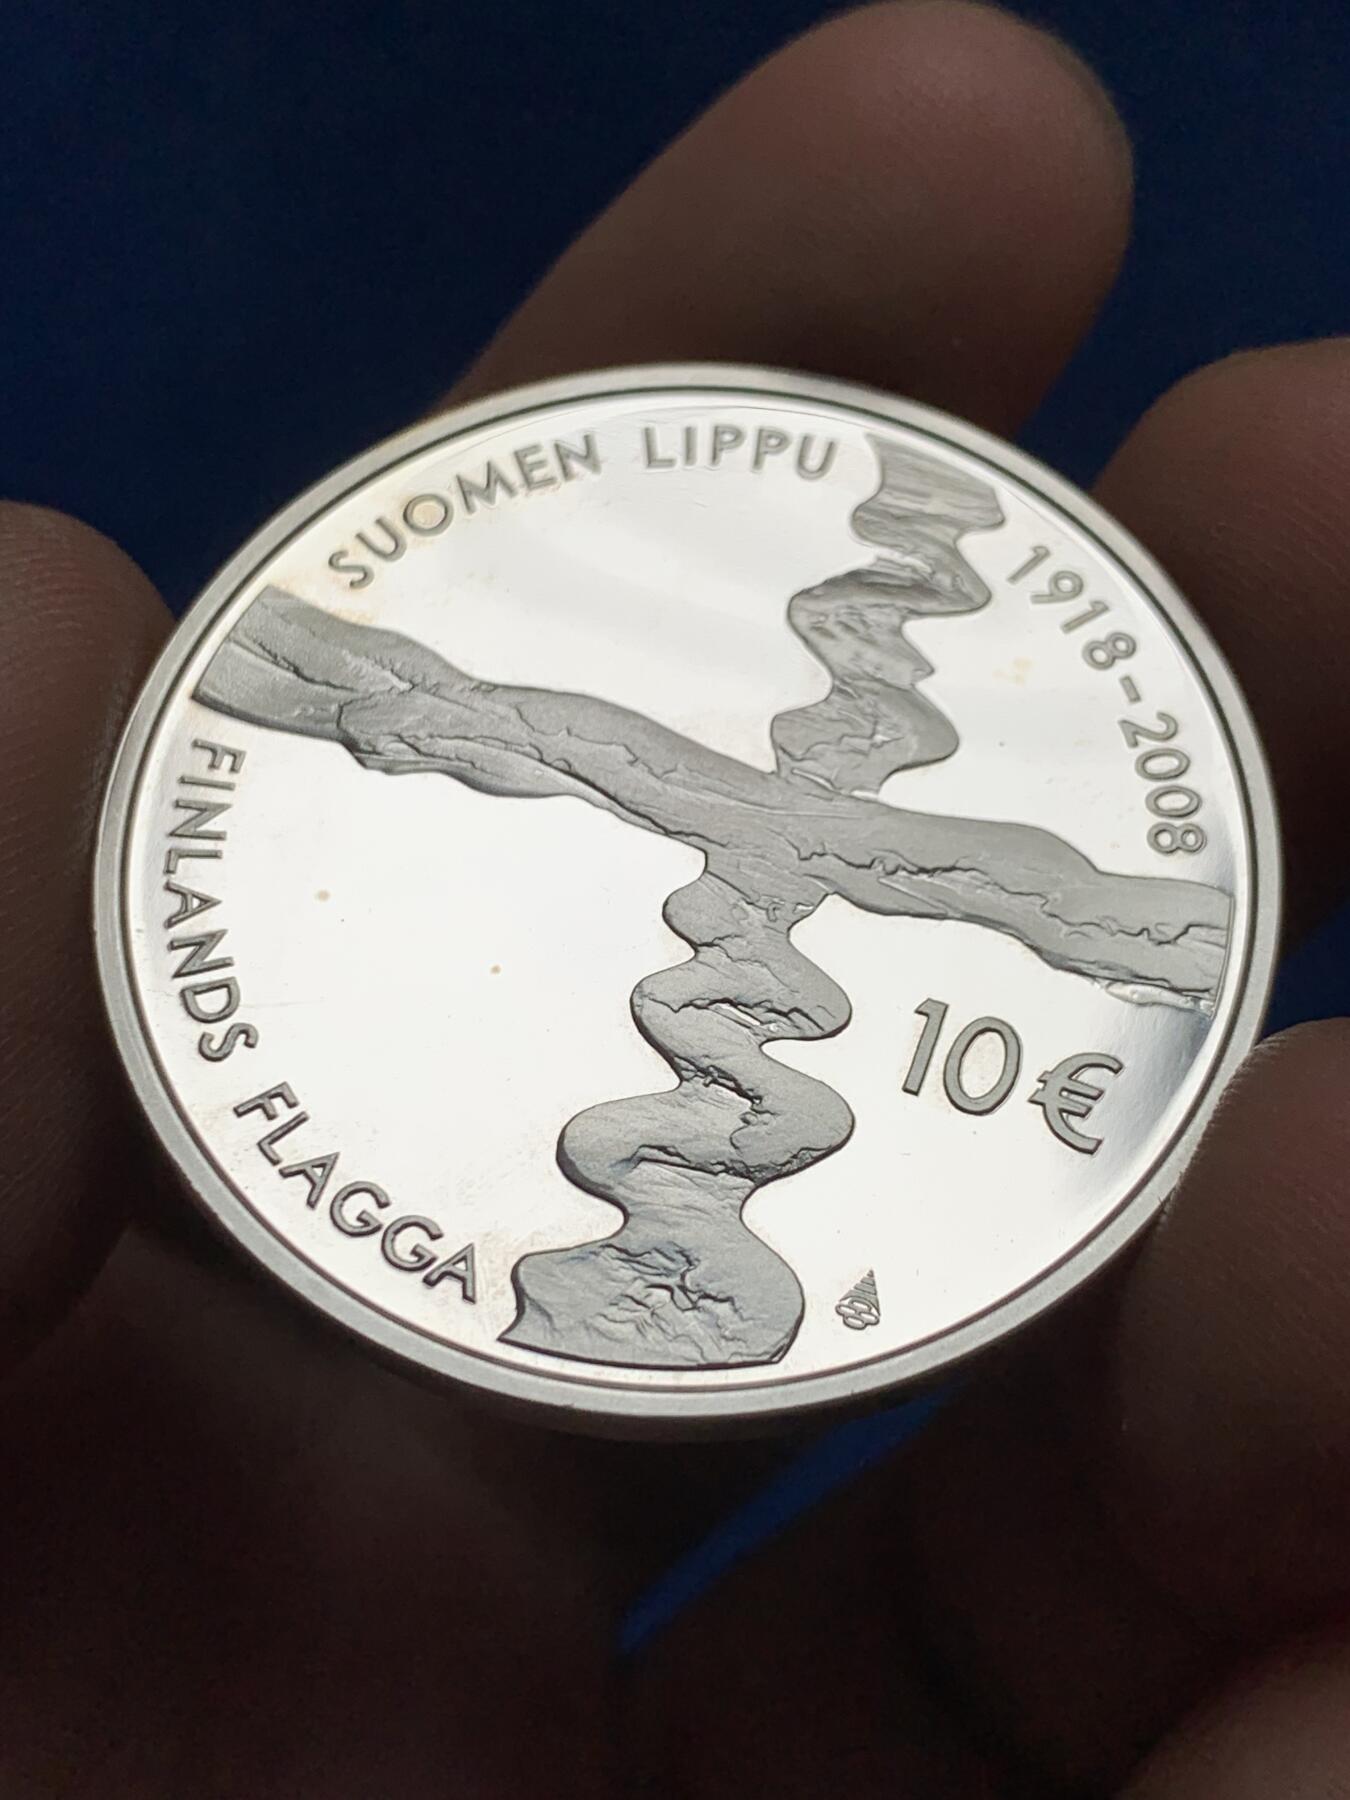 SUOMEN LIPPU
1918-2008
FINLANDS FLAGGA
10€